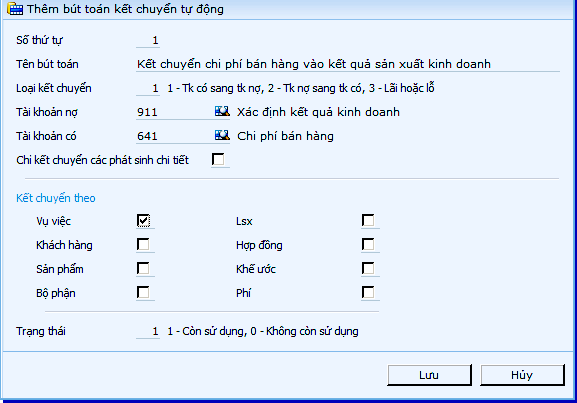 Thêm bút toán kết chuyển tự động
Số thứ tự 1
Tên bút toán Kết chuyển chi phí bán hàng vào kết quả sản xuất kinh doanh
Loại kết chuyển 1 1 - Tk có sang tk nợ, 2 - Tk nợ sang tk có, 3 - Lãi hoặc lỗ
Tài khoản nợ 911 Xác định kết quả kinh doanh
Tài khoản có 641 Chi phí bán hàng
Chỉ kết chuyển các phát sinh chi tiết
Kết chuyển theo
Vụ việc Lsx
Khách hàng Hợp đồng
Sản phẩm Khế ước
Bộ phận Phí
Trạng thái 1 1 - Còn sử dụng, 0 - Không còn sử dụng
Lưu Hủy